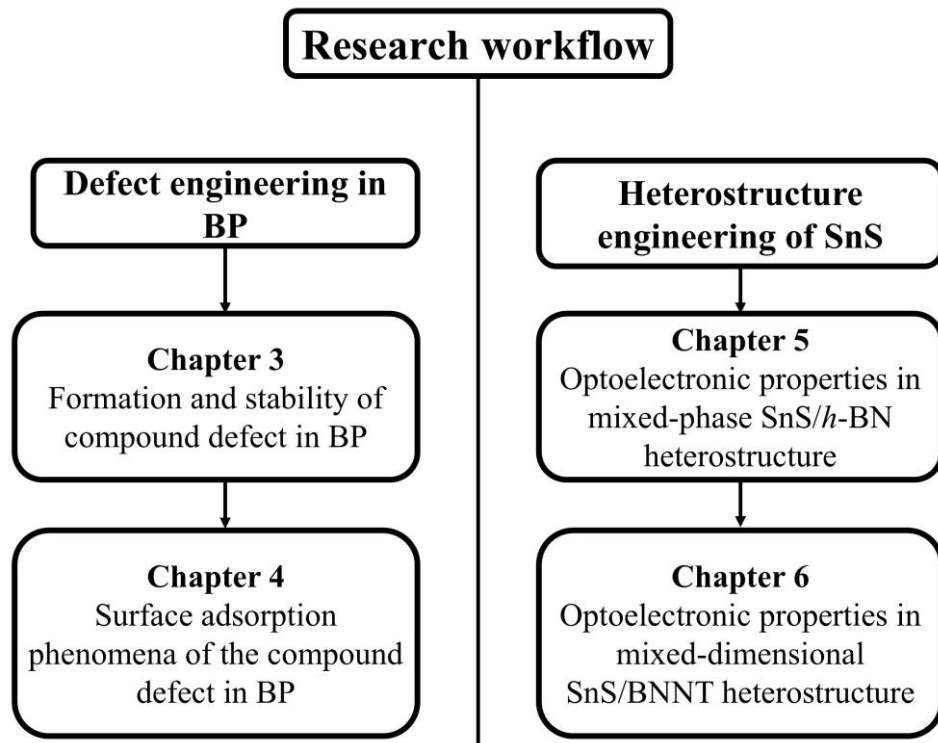 Research workflow
Defect engineering in
BP
Chapter 3
Formation and stability of
compound defect in BP
Chapter 4
Surface adsorption
phenomena of the compound
defect in BP
Heterostructure
engineering of SnS
Chapter 5
Optoelectronic properties in
mixed-phase SnS/h-BN
heterostructure
Chapter 6
Optoelectronic properties in
mixed-dimensional
SnS/BNNT heterostructure